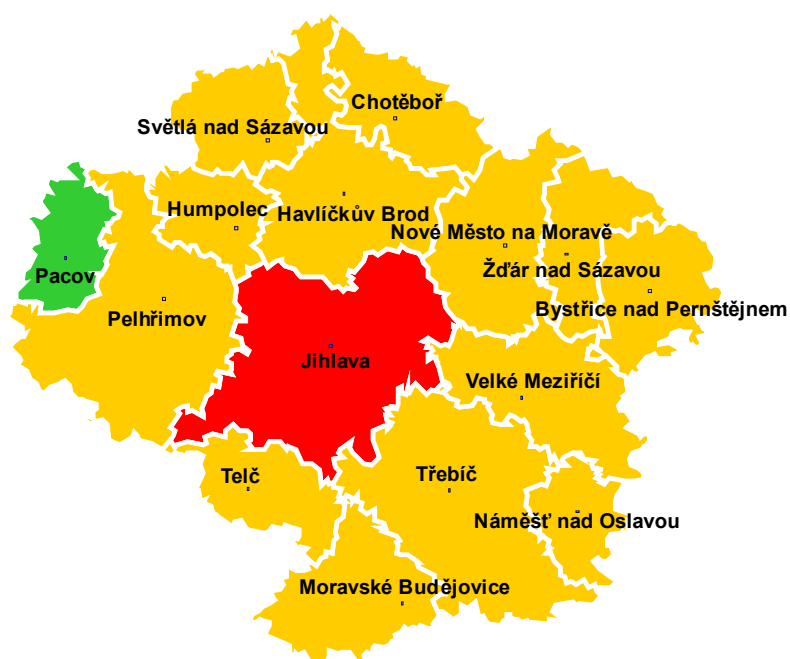 Chotěboř
Světlá nad Sázavou
Humpolec
Havlíčkův Brod
Nové Město na Moravě
Žďár nad Sázavou
Pacov
Bystřice nad Pernštějnem
Pelhřimov
Jihlava
Velké Meziříčí
Telč
Třebíč
Náměšť nad Oslavou
Moravské Budějovice